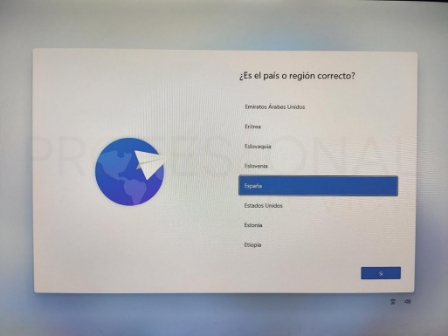 ¿Es el país o región correcto?
Emiratos Árabes Unidos
Eritrea
Eslovaquia
Eslovenia
España
Estados Unidos
Estonia
Etiopía
Sí
PROFESIONAL